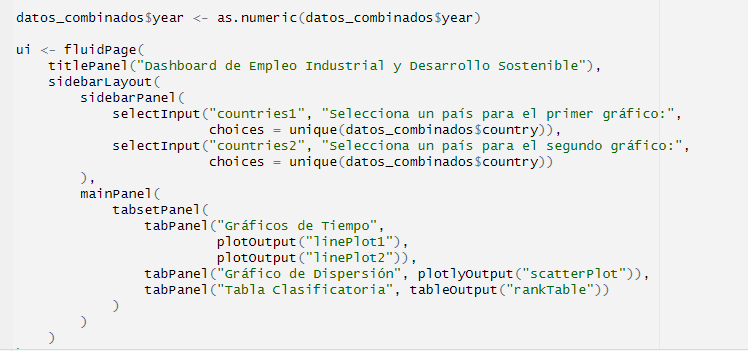 datos_combinados$year <- as.numeric(datos_combinados$year)
ui <- fluidPage(
titlePanel("Dashboard de Empleo Industrial y Desarrollo Sostenible"),
sidebarLayout(
sidebarPanel(
selectInput("countries1", "Selecciona un país para el primer gráfico:",
choices = unique(datos_combinados$country)),
selectInput("countries2", "Selecciona un país para el segundo gráfico:",
choices = unique(datos_combinados$country))
),
mainPanel(
tabsetPanel(
tabPanel("Gráficos de Tiempo",
plotOutput("linePlot1"),
plotOutput("linePlot2")),
tabPanel("Gráfico de Dispersión", plotlyOutput("scatterPlot")),
tabPanel("Tabla Clasificatoria", tableOutput("rankTable"))
)
)
)